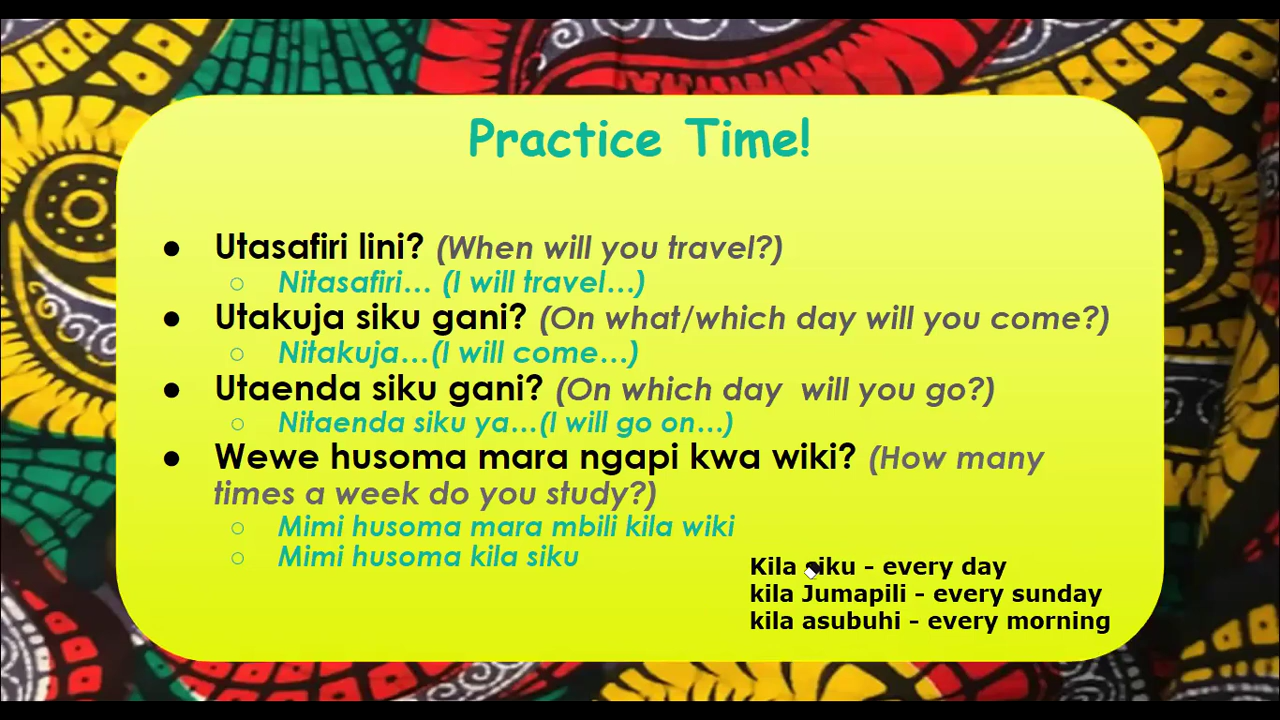 Practice Time!
● Utasafiri lini? (When will you travel?)
○ Nitasafiri... (I will travel...)
● Utakuja siku gani? (On what/which day will you come?)
○ Nitakuja...(I will come...)
● Utaenda siku gani? (On which day will you go?)
○ Nitaenda siku ya...(I will go on...)
● Wewe husoma mara ngapi kwa wiki? (How many
times a week do you study?)
○ Mimi husoma mara mbili kila wiki
○ Mimi husoma kila siku
Kila siku - every day
kila Jumapili - every sunday
kila asubuhi - every morning